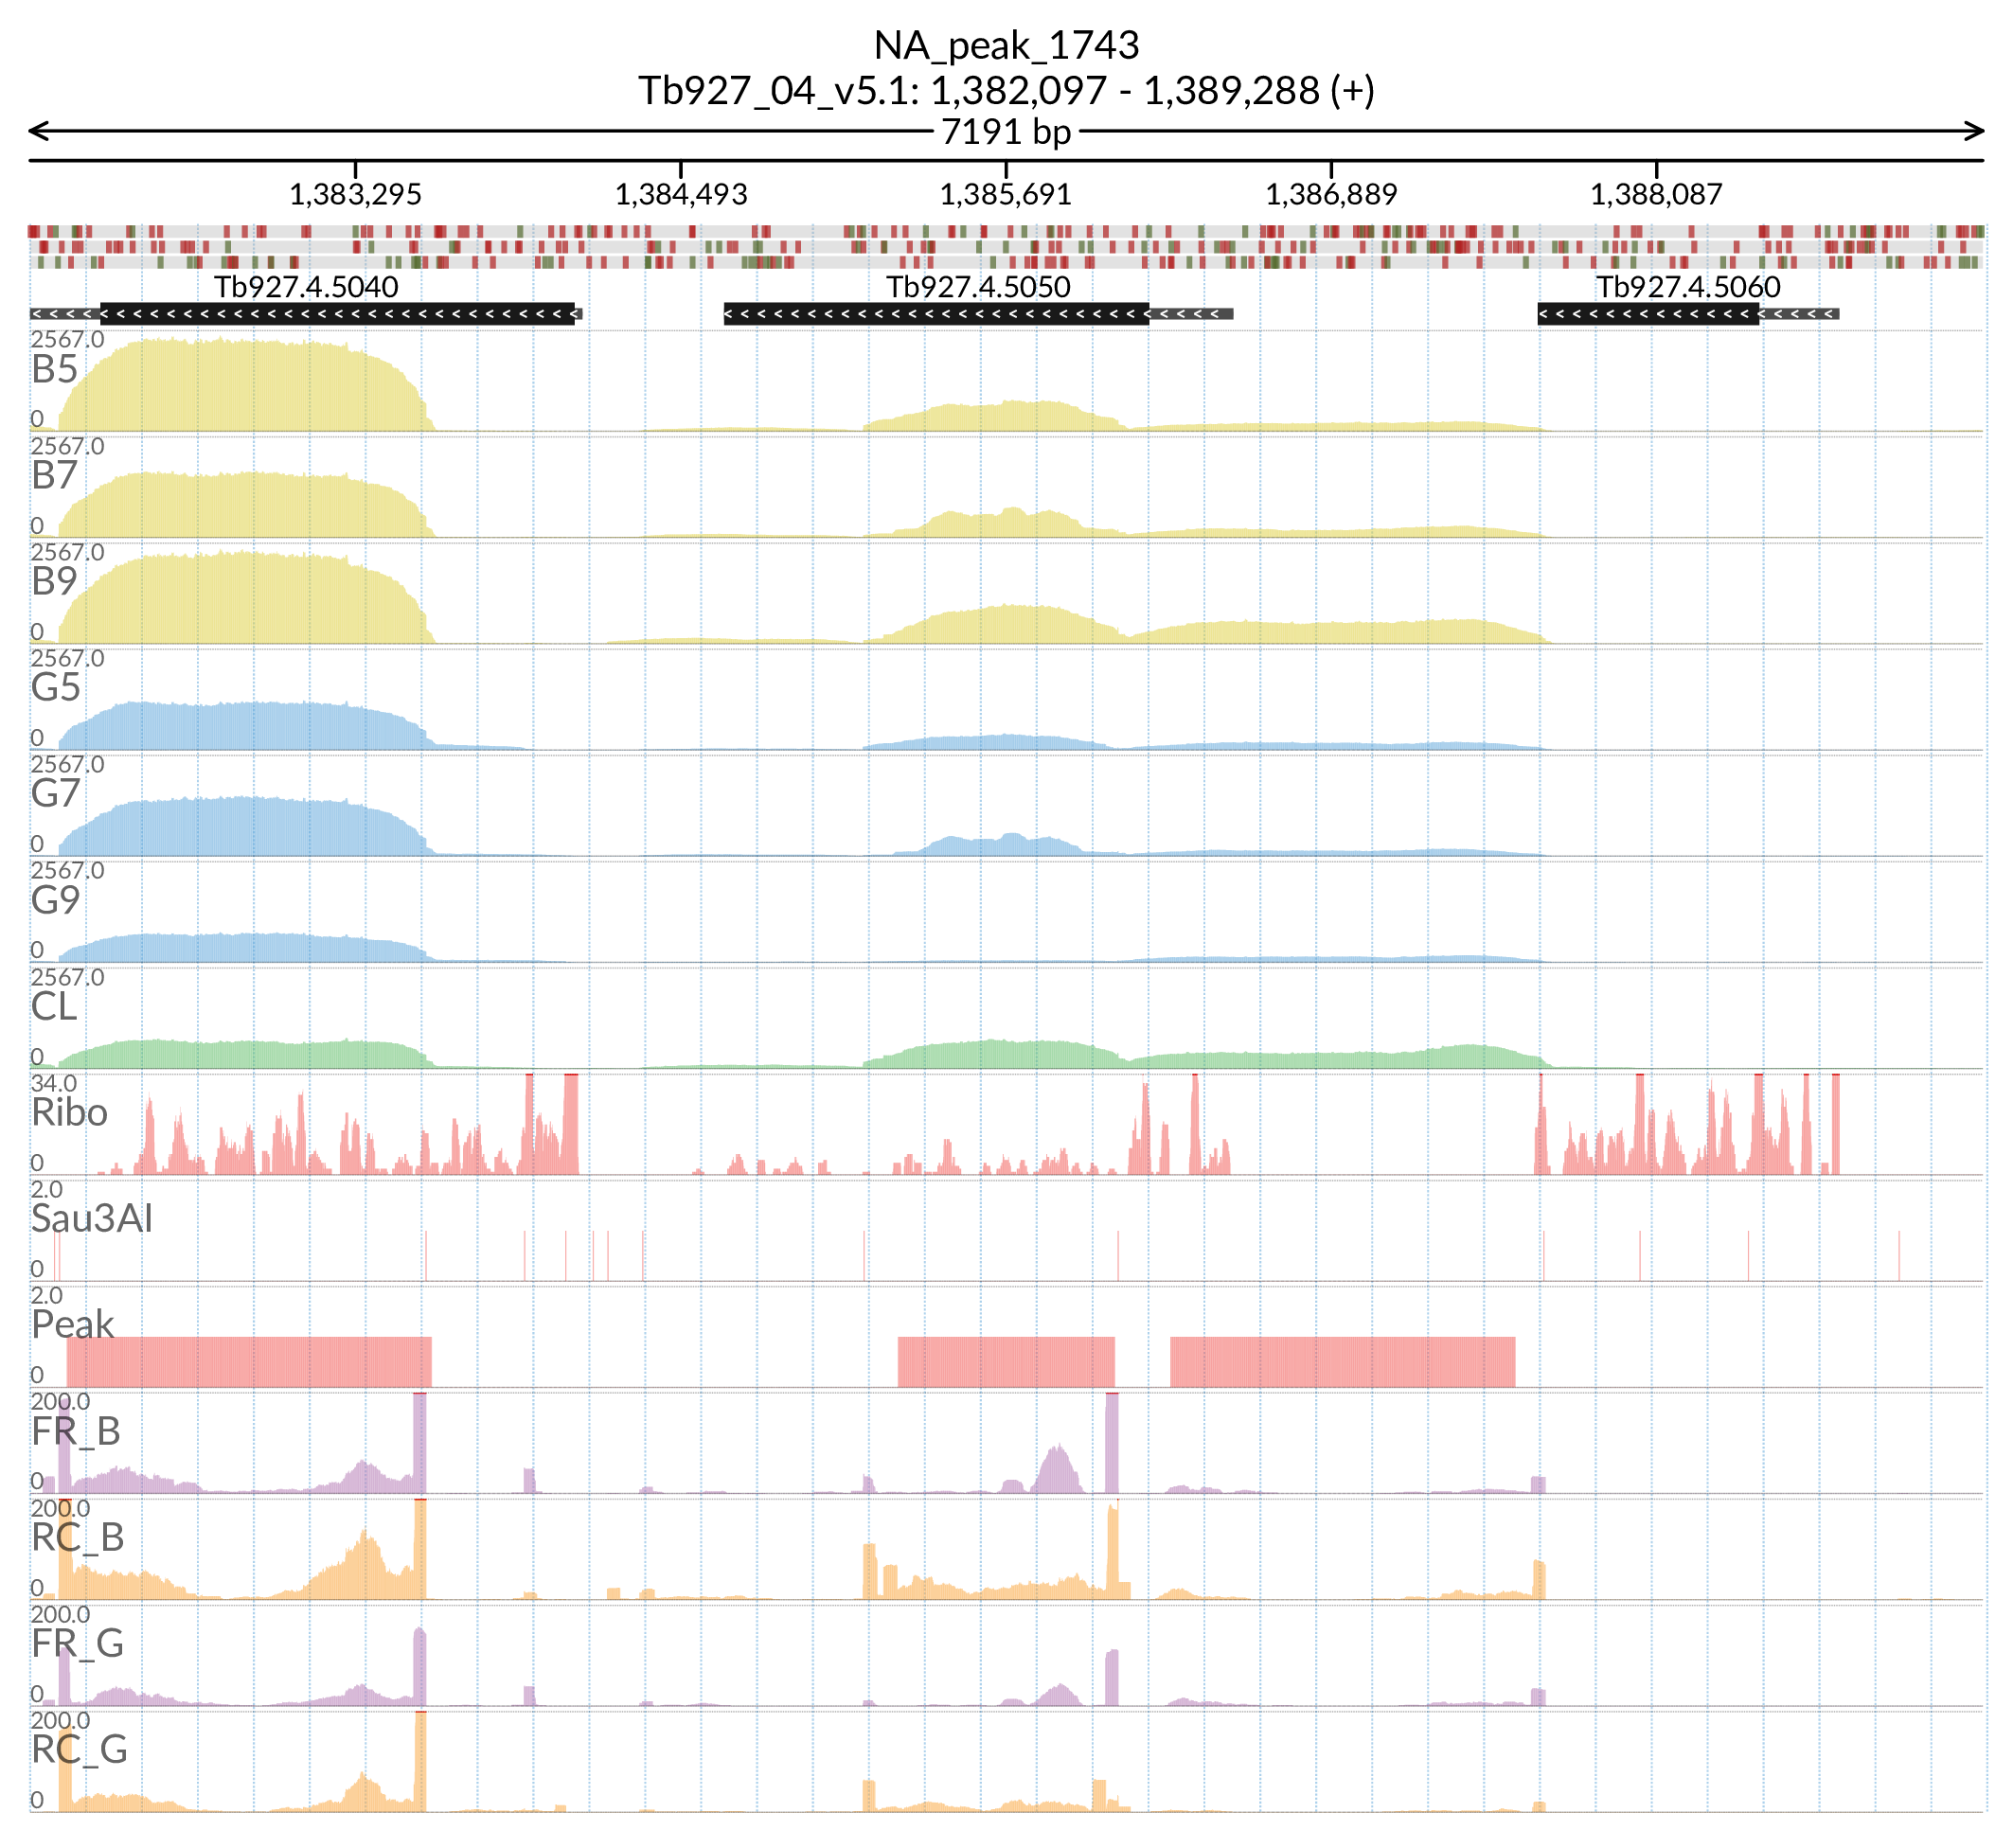 NA_peak_1743
Tb927_04_v5.1: 1,382,097 - 1,389,288 (+)
7191 bp
1,383,295 1,384,493 1,385,691 1,386,889 1,388,087
Tb927.4.5040 Tb927.4.5050 Tb927.4.5060
2567.0
B5
0
2567.0
B7
0
2567.0
B9
0
2567.0
G5
0
2567.0
G7
0
2567.0
G9
0
2567.0
CL
0
34.0
Ribo
0
2.0
Sau3AI
0
2.0
Peak
0
200.0
FR_B
0
200.0
RC_B
0
200.0
FR_G
0
200.0
RC_G
0